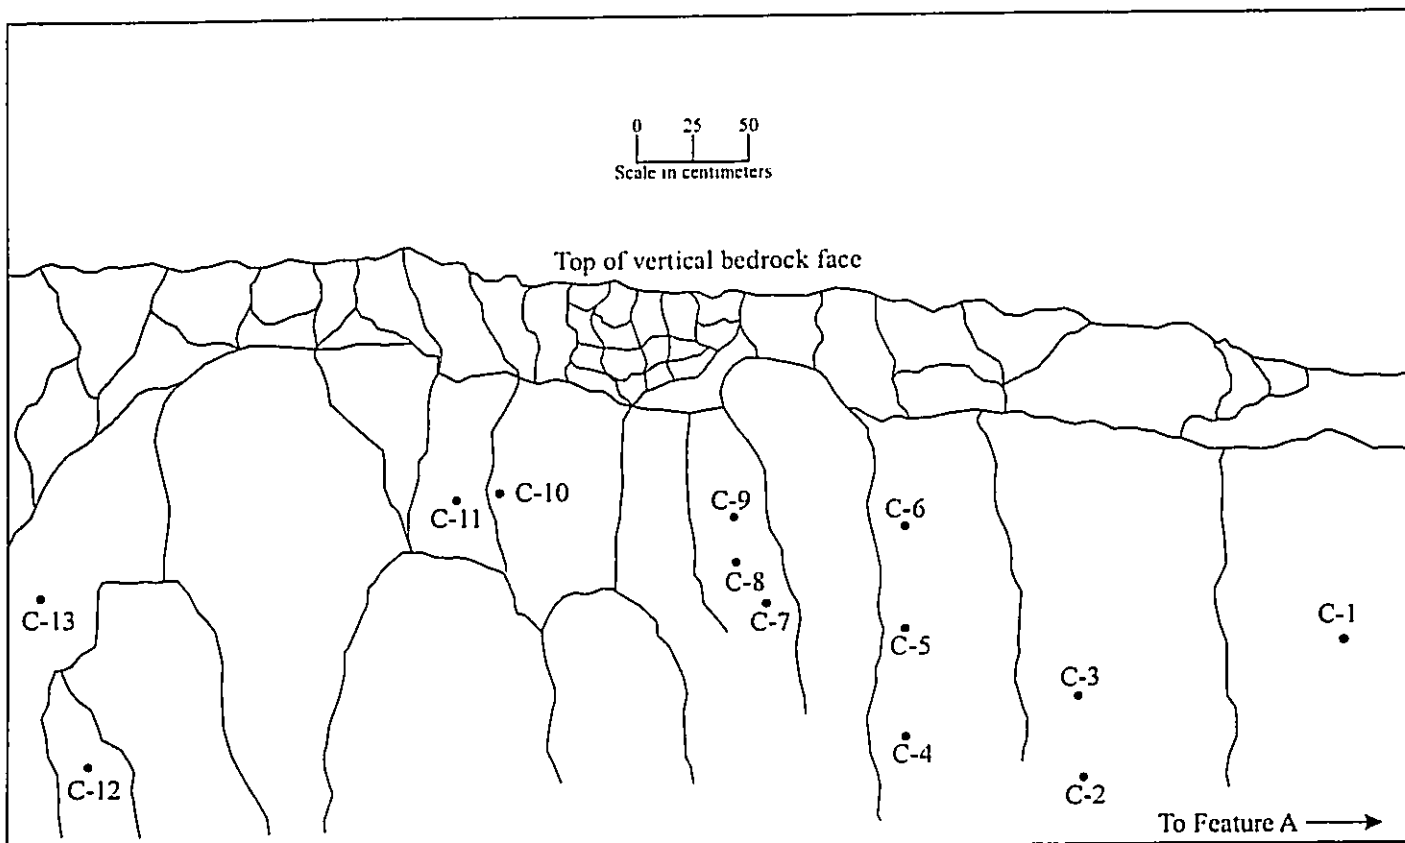 0 25 50
Scale in centimeters
Top of vertical bedrock face
C-10
C-11
C-9
C-6
C-8
C-7
C-13
C-5
C-1
C-3
C-4
C-12
C-2
To Feature A